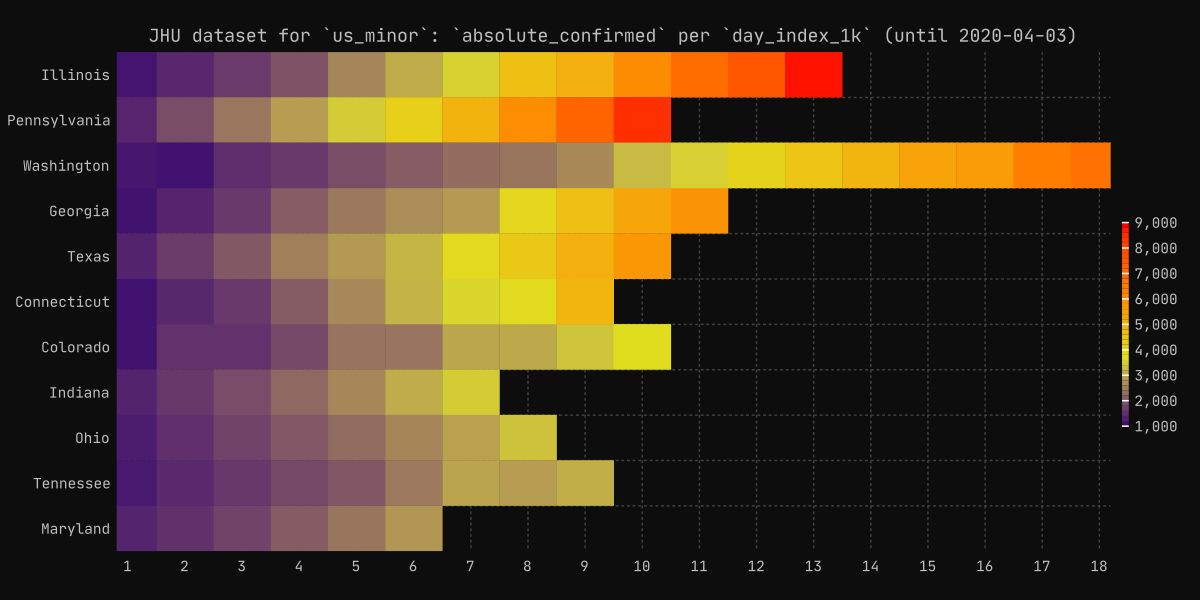 JHU dataset for `us_minor`: `absolute_confirmed` per `day_index_1k` (until 2020-04-03)
Illinois
Pennsylvania
Washington
Georgia
Texas
Connecticut
Colorado
Indiana
Ohio
Tennessee
Maryland
1 2 3 4 5 6 7 8 9 10 11 12 13 14 15 16 17 18
9,000
8,000
7,000
6,000
5,000
4,000
3,000
2,000
1,000